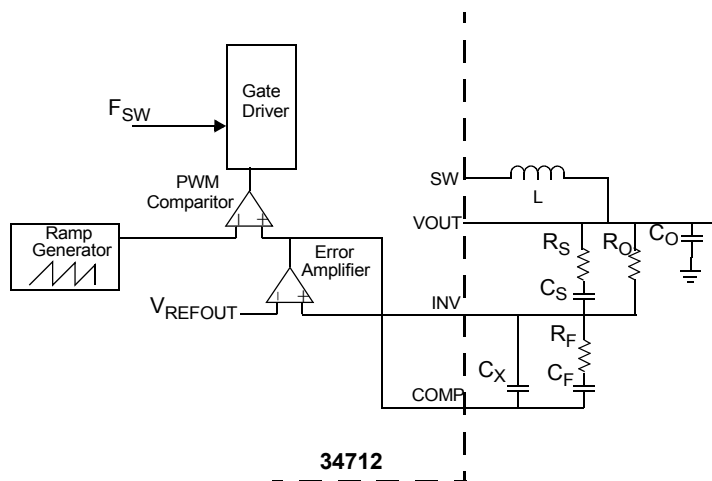 Gate
Driver
FSW
PWM
Comparitor
Ramp
Generator
Error
Amplifier
VREFOUT
SW
L
VOUT
RS
RO
CO
CS
INV
RF
CX
CF
COMP
34712